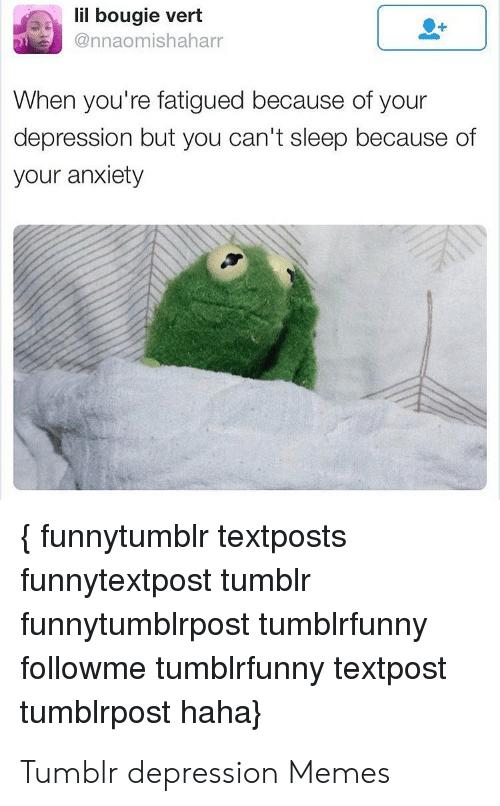 lil bougie vert
@nnaomishaharr
When you're fatigued because of your
depression but you can't sleep because of
your anxiety
{ funnytumblr textposts
funnytextpost tumblr
funnytumblrpost tumblrfunny
followme tumblrfunny textpost
tumblrpost haha}
Tumblr depression Memes